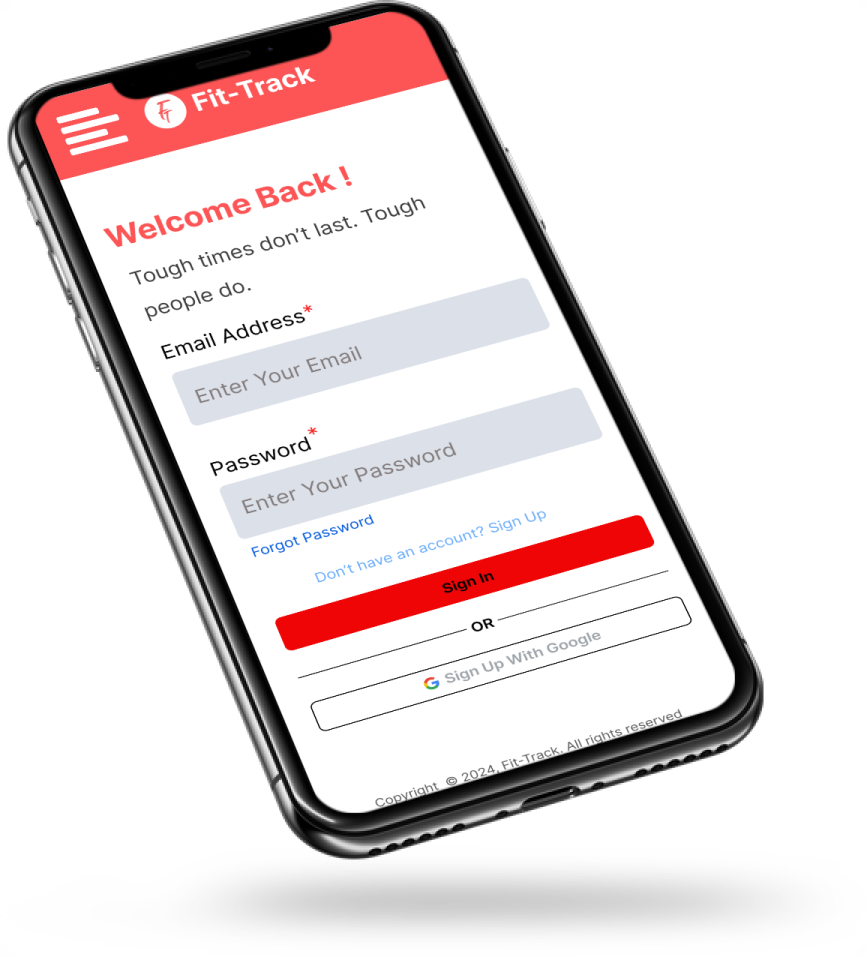 Fit-Track
Welcome Back !
Tough times don't last. Tough
people do.
Email Address*
Enter Your Email
Password*
Enter Your Password
Forgot Password
Don't have an account? Sign Up
Sign In
OR
Sign Up With Google
Copyright © 2024, Fit-Track. All rights reserved